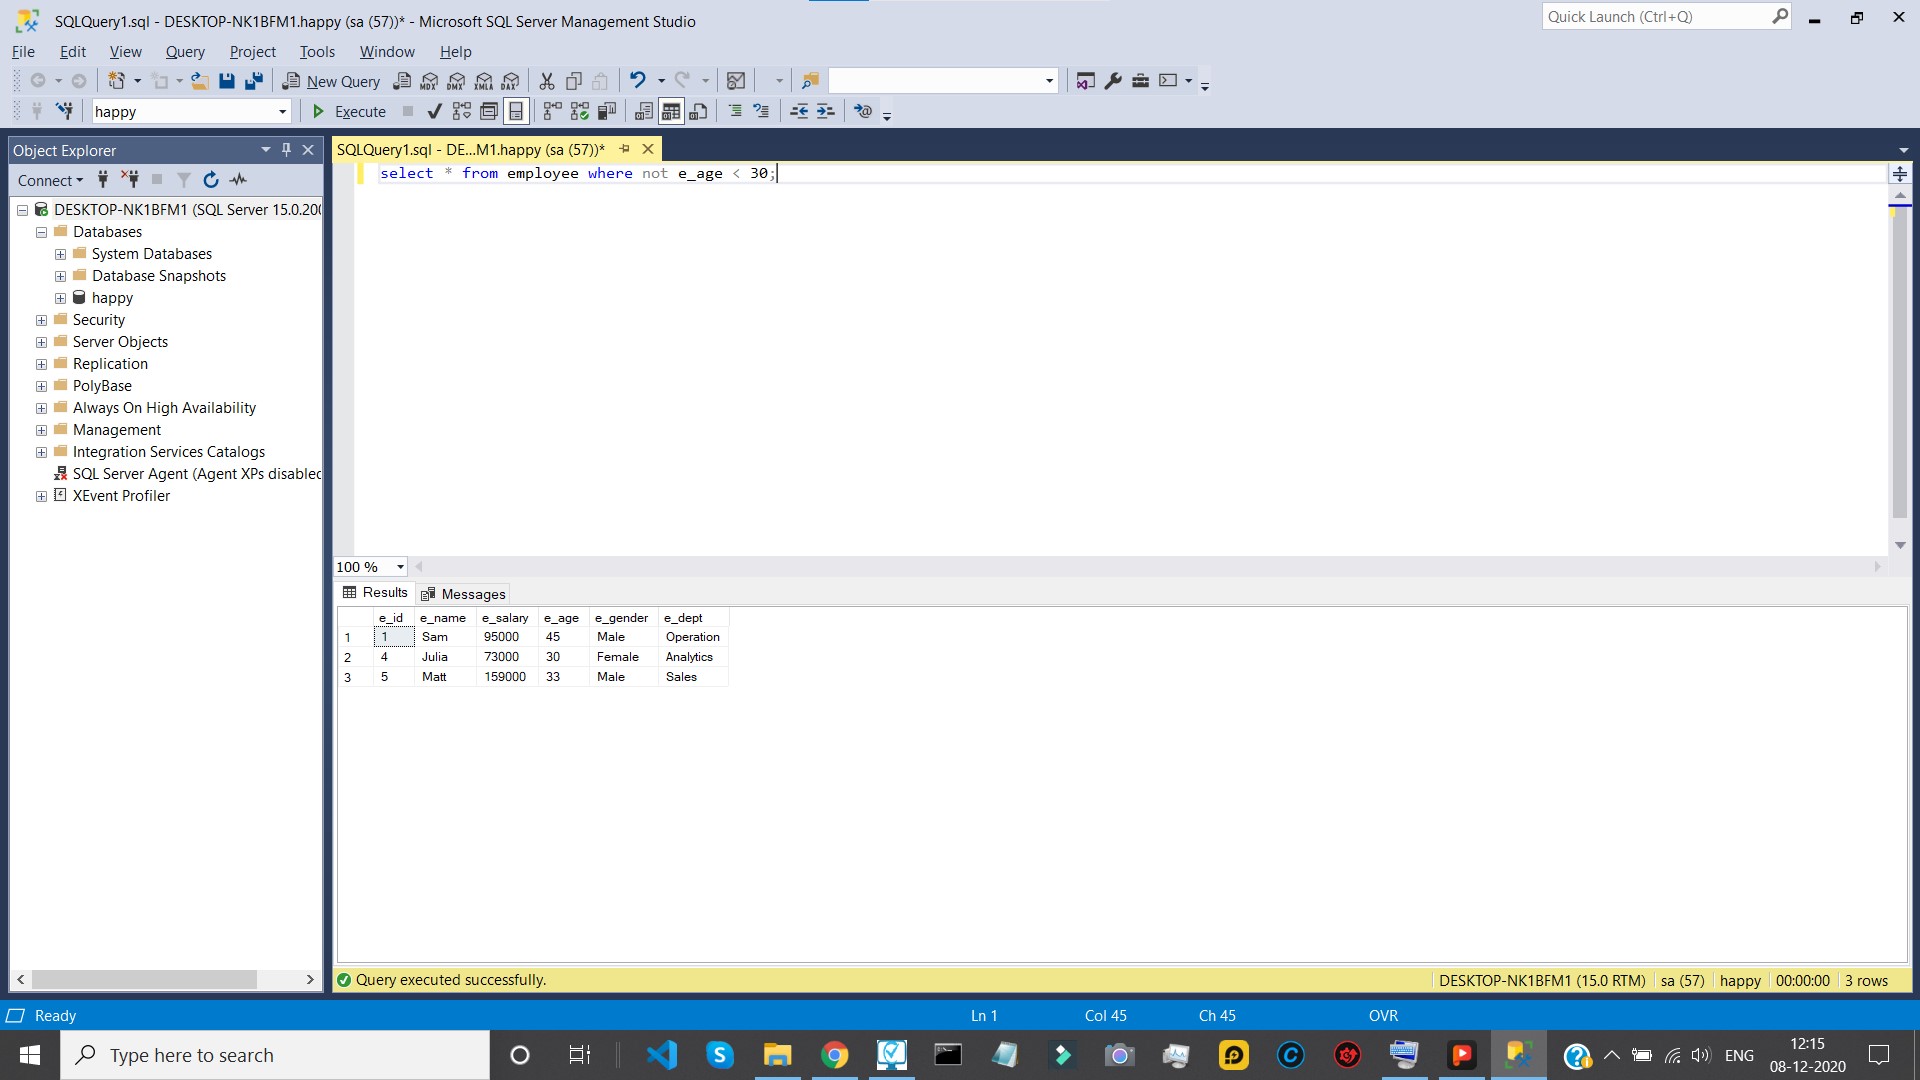 SQLQuery1.sql - DESKTOP-NK1BFM1.happy (sa (57))* - Microsoft SQL Server Management Studio
Quick Launch (Ctrl+Q)
File Edit View Query Project Tools Window Help
New Query MDX DMX XMLA DAX
happy Execute
Object Explorer
SQLQuery1.sql - DE...M1.happy (sa (57))*
Connect
select * from employee where not e_age < 30;
DESKTOP-NK1BFM1 (SQL Server 15.0.200
Databases
System Databases
Database Snapshots
happy
Security
Server Objects
Replication
PolyBase
Always On High Availability
Management
Integration Services Catalogs
SQL Server Agent (Agent XPs disabled
XEvent Profiler
100 %
Results Messages
e_id e_name e_salary e_age e_gender e_dept
1 1 Sam 95000 45 Male Operation
2 4 Julia 73000 30 Female Analytics
3 5 Matt 159000 33 Male Sales
Query executed successfully.
DESKTOP-NK1BFM1 (15.0 RTM) sa (57) happy 00:00:00 3 rows
Ready Ln 1 Col 45 Ch 45 OVR
Type here to search
ENG
12:15
08-12-2020